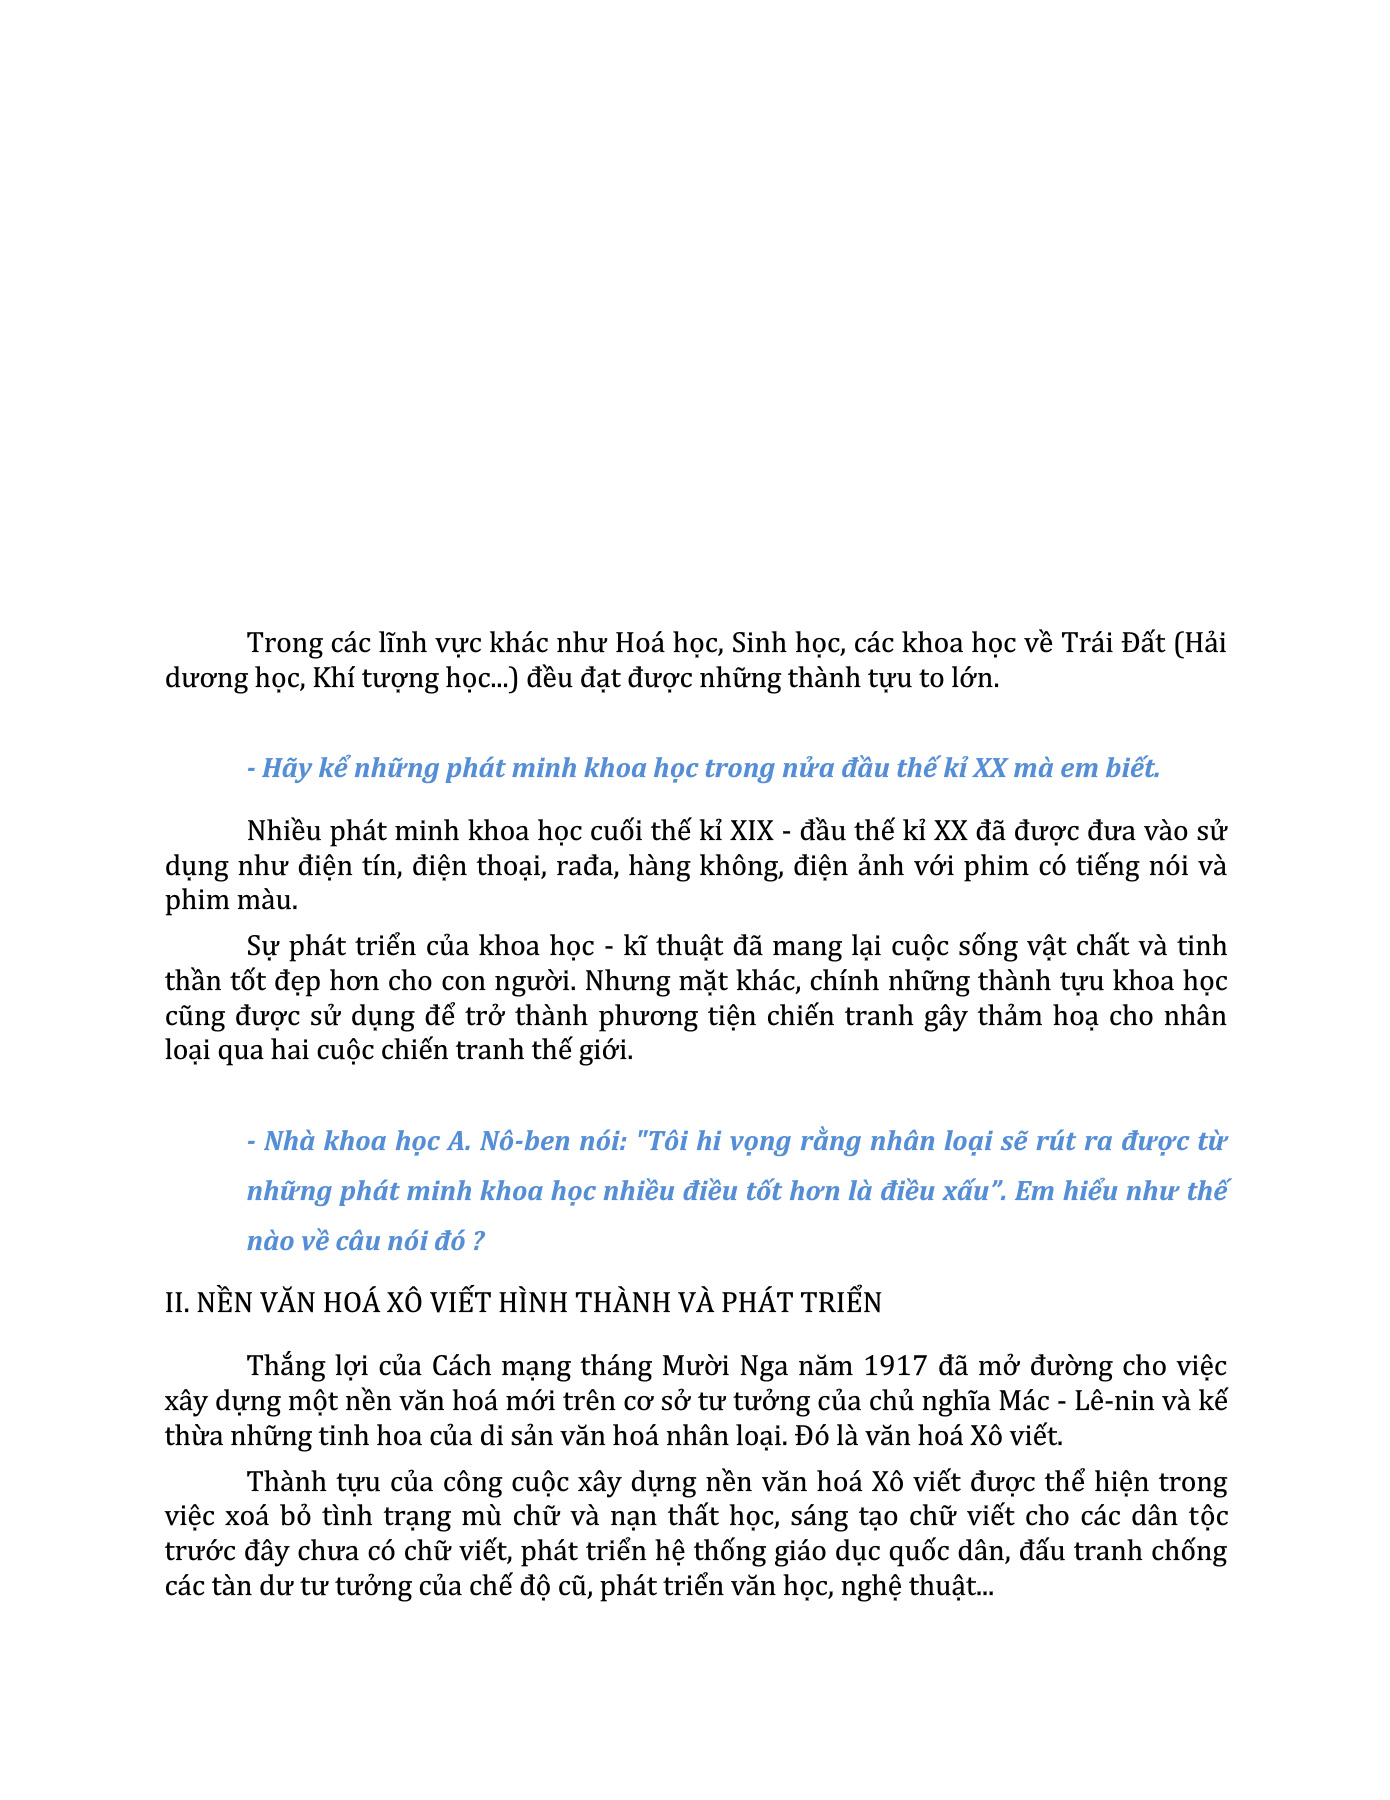 Trong các lĩnh vực khác như Hoá học, Sinh học, các khoa học về Trái Đất (Hải
dương học, Khí tượng học...) đều đạt được những thành tựu to lớn.
- Hãy kể những phát minh khoa học trong nửa đầu thế kỉ XX mà em biết.
Nhiều phát minh khoa học cuối thế kỉ XIX - đầu thế kỉ XX đã được đưa vào sử
dụng như điện tín, điện thoại, rađa, hàng không, điện ảnh với phim có tiếng nói và
phim màu.
Sự phát triển của khoa học - kĩ thuật đã mang lại cuộc sống vật chất và tinh
thần tốt đẹp hơn cho con người. Nhưng mặt khác, chính những thành tựu khoa học
cũng được sử dụng để trở thành phương tiện chiến tranh gây thảm hoạ cho nhân
loại qua hai cuộc chiến tranh thế giới.
- Nhà khoa học A. Nô-ben nói: "Tôi hi vọng rằng nhân loại sẽ rút ra được từ
những phát minh khoa học nhiều điều tốt hơn là điều xấu”. Em hiểu như thế
nào về câu nói đó ?
II. NỀN VĂN HOÁ XÔ VIẾT HÌNH THÀNH VÀ PHÁT TRIỂN
Thắng lợi của Cách mạng tháng Mười Nga năm 1917 đã mở đường cho việc
xây dựng một nền văn hoá mới trên cơ sở tư tưởng của chủ nghĩa Mác - Lê-nin và kế
thừa những tinh hoa của di sản văn hoá nhân loại. Đó là văn hoá Xô viết.
Thành tựu của công cuộc xây dựng nền văn hoá Xô viết được thể hiện trong
việc xoá bỏ tình trạng mù chữ và nạn thất học, sáng tạo chữ viết cho các dân tộc
trước đây chưa có chữ viết, phát triển hệ thống giáo dục quốc dân, đấu tranh chống
các tàn dư tư tưởng của chế độ cũ, phát triển văn học, nghệ thuật...